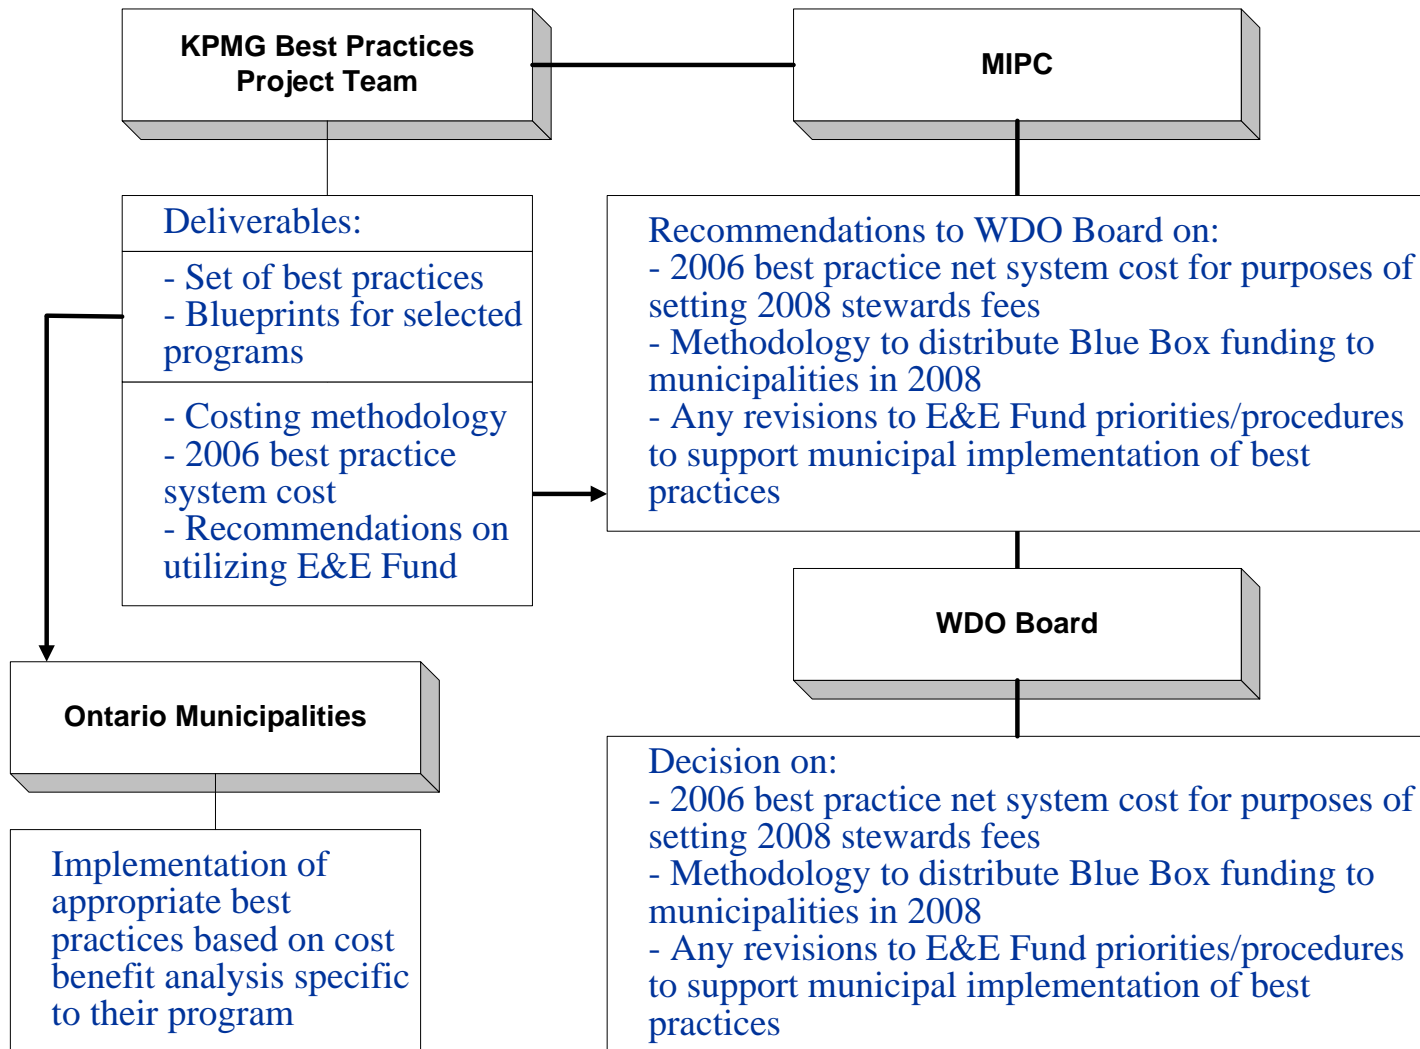 KPMG Best Practices
Project Team
MIPC
Deliverables:
- Set of best practices
- Blueprints for selected
programs
- Costing methodology
- 2006 best practice
system cost
- Recommendations on
utilizing E&E Fund
Recommendations to WDO Board on:
- 2006 best practice net system cost for purposes of
setting 2008 stewards fees
- Methodology to distribute Blue Box funding to
municipalities in 2008
- Any revisions to E&E Fund priorities/procedures
to support municipal implementation of best
practices
WDO Board
Ontario Municipalities
Implementation of
appropriate best
practices based on cost
benefit analysis specific
to their program
Decision on:
- 2006 best practice net system cost for purposes of
setting 2008 stewards fees
- Methodology to distribute Blue Box funding to
municipalities in 2008
- Any revisions to E&E Fund priorities/procedures
to support municipal implementation of best
practices